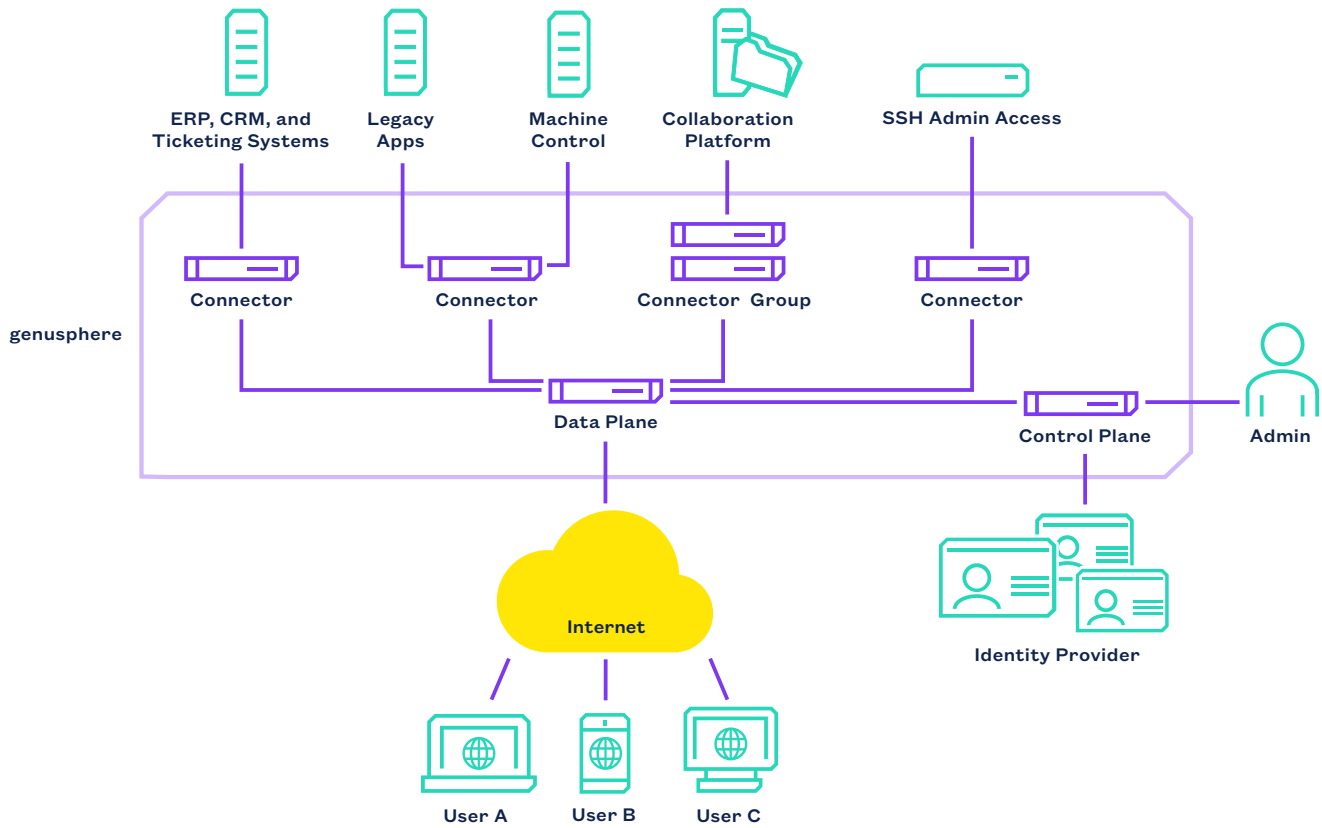 ERP, CRM, and
Ticketing Systems
Legacy
Apps
Machine
Control
Collaboration
Platform
SSH Admin Access
Connector
Connector
Connector Group
Connector
genusphere
Data Plane
Control Plane
Admin
Internet
Identity Provider
User A
User B
User C